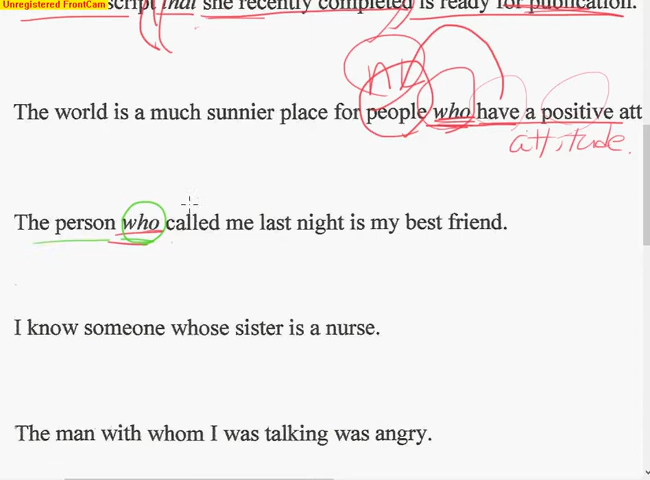 Unregistered FrontCam
script that she recently completed is ready for publication.
The world is a much sunnier place for people who have a positive att
attitude.
The person who called me last night is my best friend.
I know someone whose sister is a nurse.
The man with whom I was talking was angry.